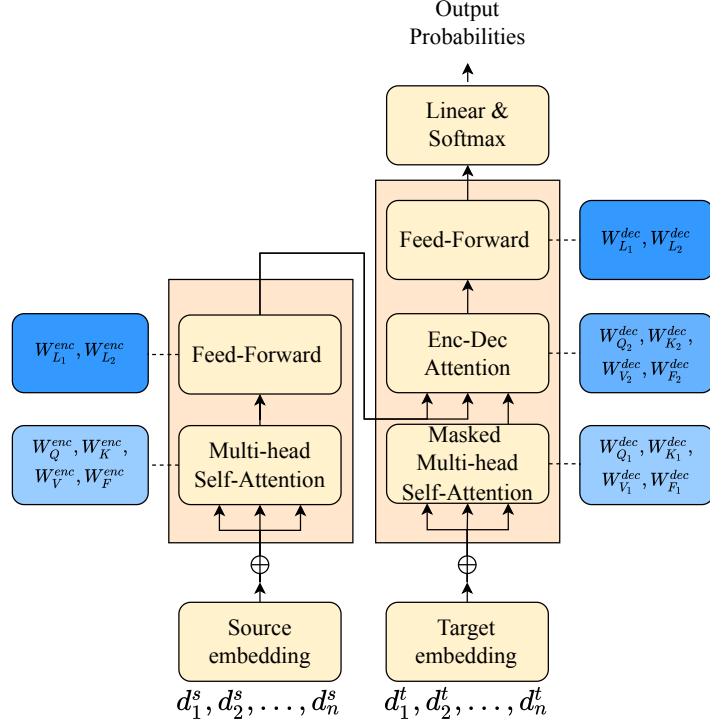 Output
Probabilities
Linear &
Softmax
Feed-Forward
$W_{L_1}^{dec}, W_{L_2}^{dec}$
Enc-Dec
Attention
$W_{Q_2}^{dec}, W_{K_2}^{dec},$
$W_{V_2}^{dec}, W_{F_2}^{dec}$
$W_{L_1}^{enc}, W_{L_2}^{enc}$
Feed-Forward
$W_Q^{enc}, W_K^{enc},$
$W_V^{enc}, W_F^{enc}$
Multi-head
Self-Attention
Masked
Multi-head
Self-Attention
$W_{Q_1}^{dec}, W_{K_1}^{dec},$
$W_{V_1}^{dec}, W_{F_1}^{dec}$
Source
embedding
Target
embedding
$d_1^s, d_2^s, \ldots, d_n^s$
$d_1^t, d_2^t, \ldots, d_n^t$